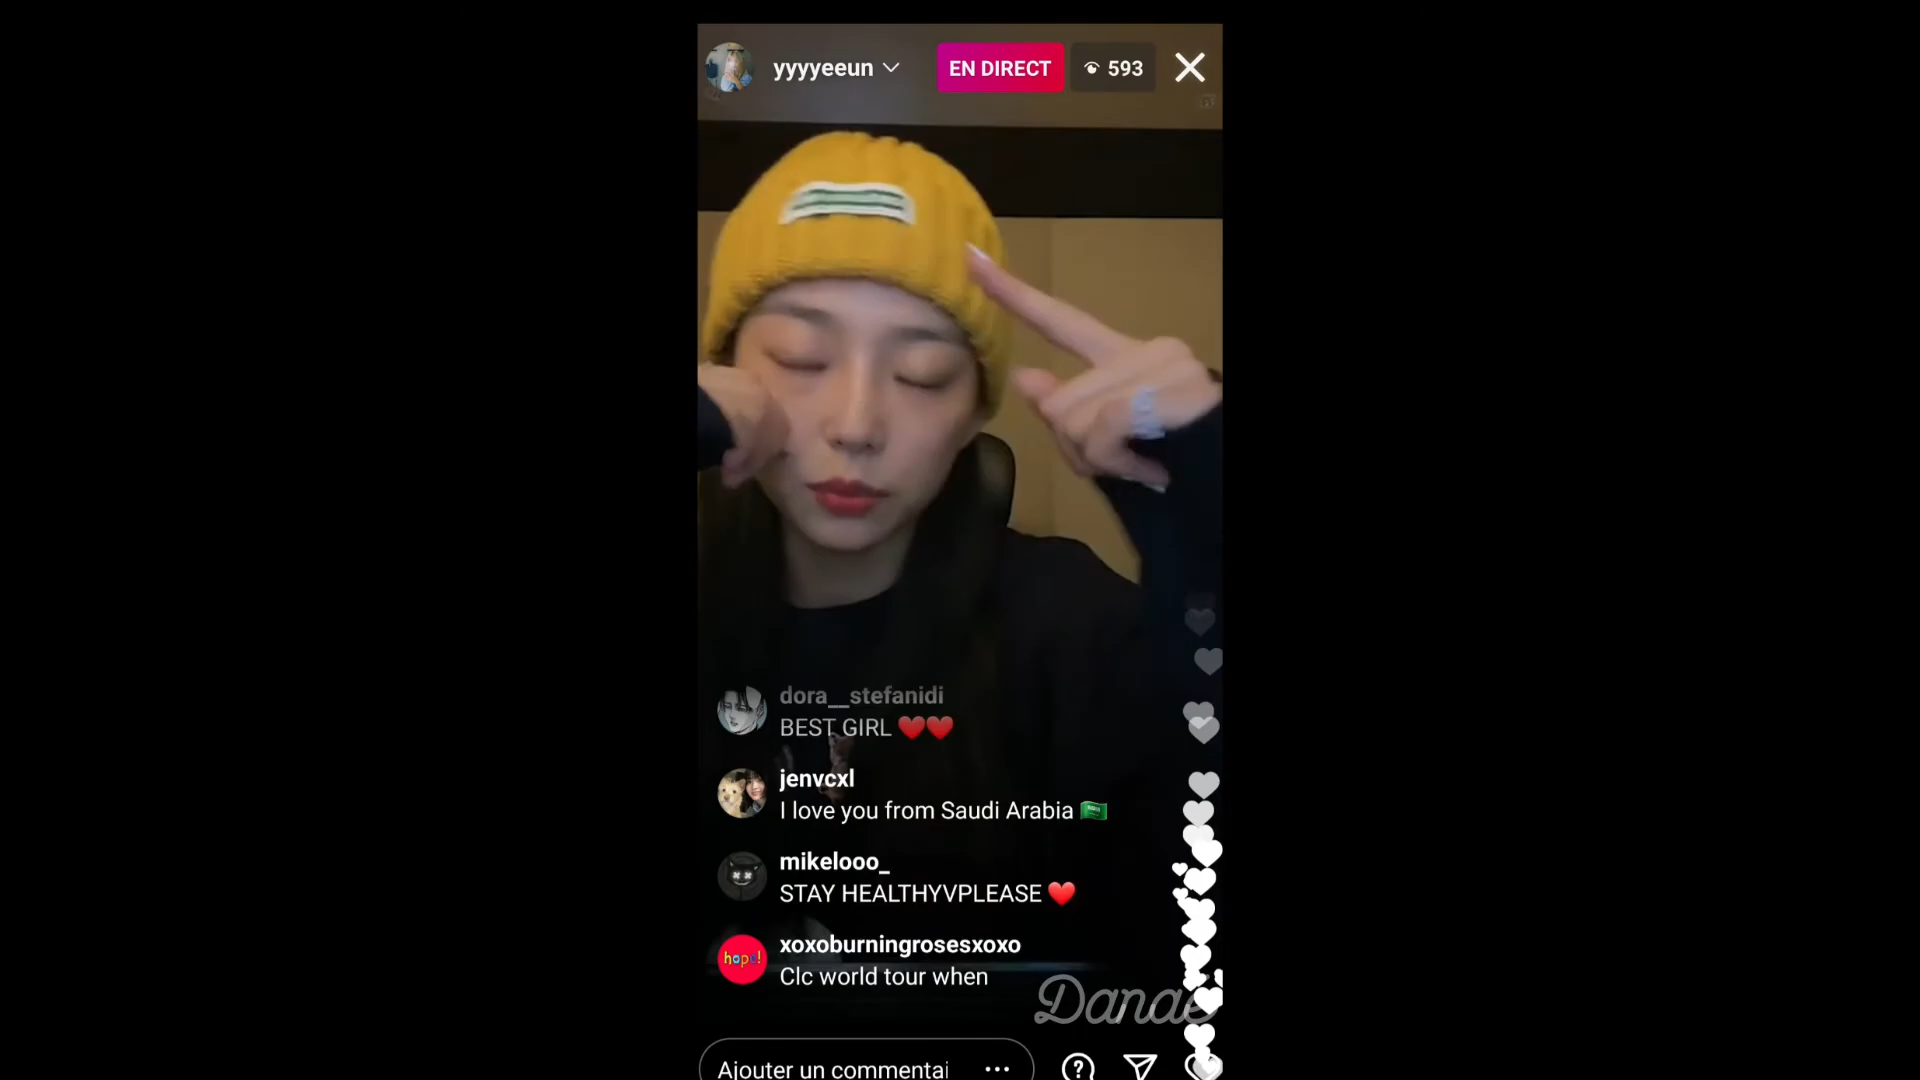 yyyyeeun
EN DIRECT
593
dora__stefanidi
BEST GIRL ❤️❤️
jenvcxl
I love you from Saudi Arabia 🇸🇦
mikelooo_
STAY HEALTHYVPLEASE ❤️
hope!
xoxoburningrosesxoxo
Clc world tour when
Danae
Ajouter un commentai